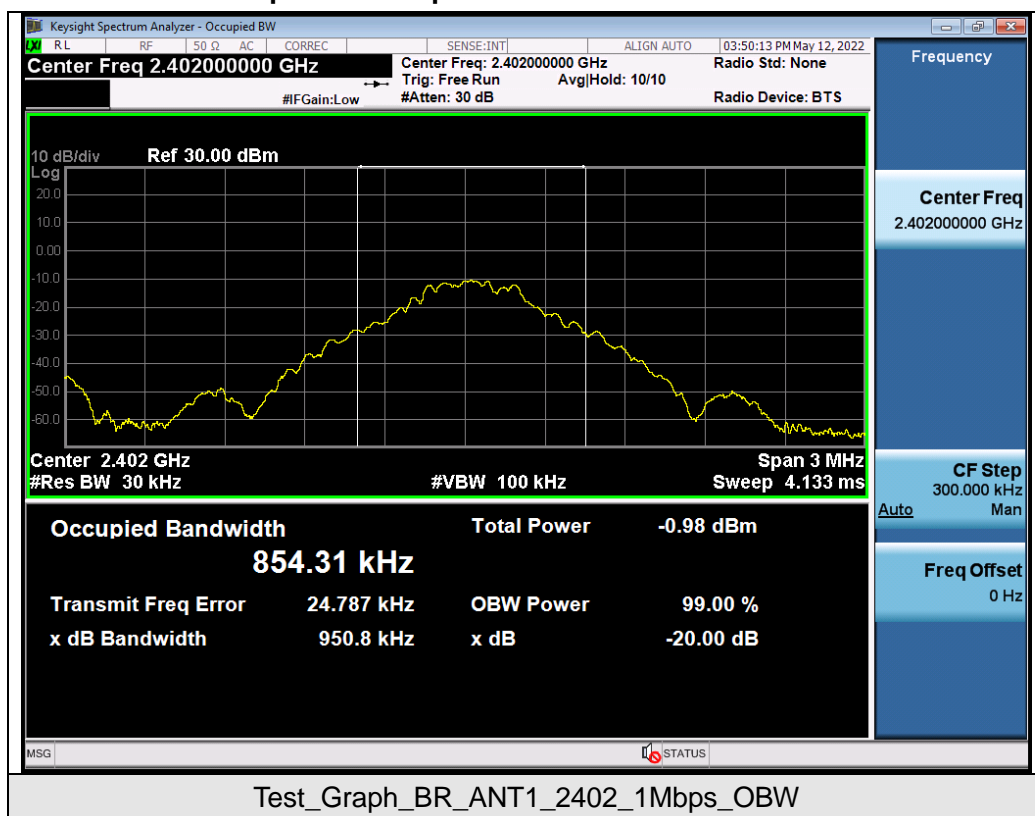 Keysight Spectrum Analyzer - Occupied BW
LXI RL RF 50 Ω AC CORREC SENSE:INT ALIGN AUTO 03:50:13 PM May 12, 2022
Center Freq 2.402000000 GHz
Center Freq: 2.402000000 GHz
Radio Std: None
Trig: Free Run Avg|Hold: 10/10
#IFGain:Low #Atten: 30 dB Radio Device: BTS
Frequency
10 dB/div Ref 30.00 dBm
Log
20.0
10.0
0.00
-10.0
-20.0
-30.0
-40.0
-50.0
-60.0
Center 2.402 GHz Span 3 MHz
#Res BW 30 kHz #VBW 100 kHz Sweep 4.133 ms
Center Freq
2.402000000 GHz
CF Step
300.000 kHz
Auto Man
Freq Offset
0 Hz
Occupied Bandwidth Total Power -0.98 dBm
854.31 kHz
Transmit Freq Error 24.787 kHz OBW Power 99.00 %
x dB Bandwidth 950.8 kHz x dB -20.00 dB
MSG STATUS
Test_Graph_BR_ANT1_2402_1Mbps_OBW